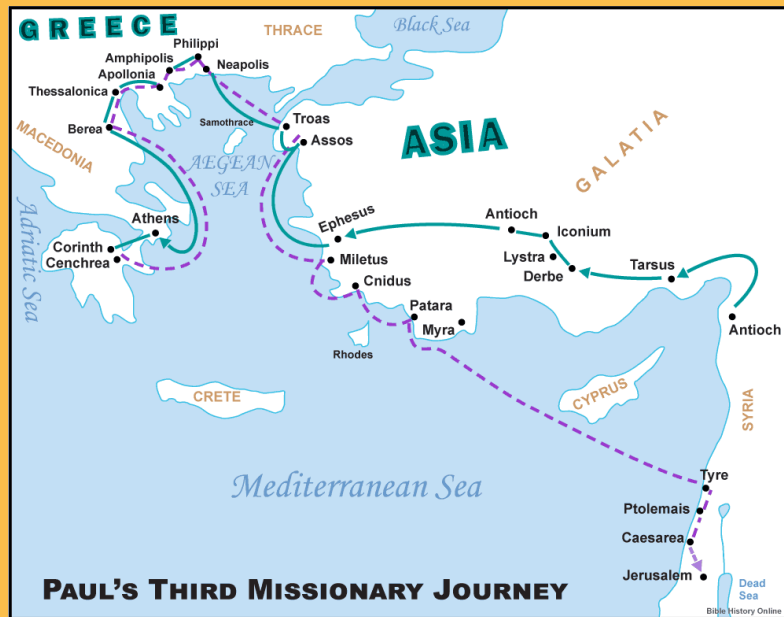 GREECE
THRACE
Black Sea
Philippi
Amphipolis
Neapolis
Apollonia
Thessalonica
Samothrace
Troas
Berea
Assos
ASIA
GALATIA
MACEDONIA
AEGEAN
SEA
Adriatic Sea
Athens
Ephesus
Antioch
Iconium
Corinth
Cenchrea
Miletus
Lystra
Derbe
Tarsus
Cnidus
Patara
Myra
Antioch
Rhodes
CRETE
CYPRUS
SYRIA
Mediterranean Sea
Tyre
Ptolemais
Caesarea
Jerusalem
Dead
Sea
PAUL'S THIRD MISSIONARY JOURNEY
Bible History Online